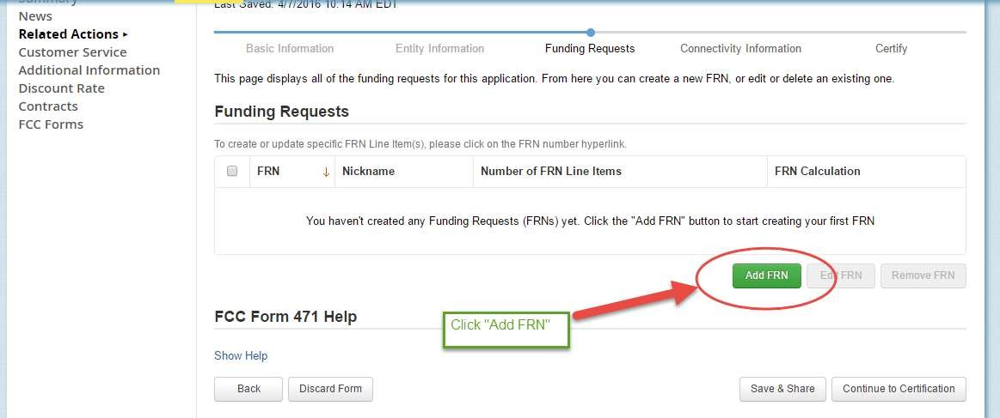 Summary
News
Related Actions ▸
Customer Service
Additional Information
Discount Rate
Contracts
FCC Forms
Last Saved: 4/7/2016 10:14 AM EDT
Basic Information Entity Information Funding Requests Connectivity Information Certify
This page displays all of the funding requests for this application. From here you can create a new FRN, or edit or delete an existing one.
Funding Requests
To create or update specific FRN Line Item(s), please click on the FRN number hyperlink.
FRN ↓ Nickname Number of FRN Line Items FRN Calculation
You haven't created any Funding Requests (FRNs) yet. Click the "Add FRN" button to start creating your first FRN
Add FRN Edit FRN Remove FRN
Click "Add FRN"
FCC Form 471 Help
Show Help
Back Discard Form Save & Share Continue to Certification